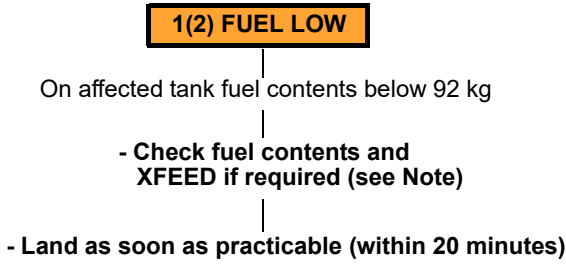 1(2) FUEL LOW
On affected tank fuel contents below 92 kg
- Check fuel contents and
XFEED if required (see Note)
- Land as soon as practicable (within 20 minutes)